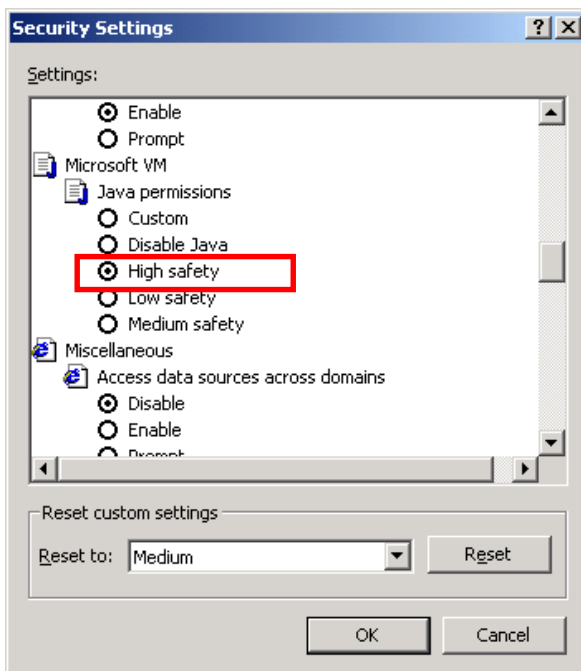 Security Settings
Settings:
Enable
Prompt
Microsoft VM
Java permissions
Custom
Disable Java
High safety
Low safety
Medium safety
Miscellaneous
Access data sources across domains
Disable
Enable
Prompt
Reset custom settings
Reset to: Medium Reset
OK Cancel